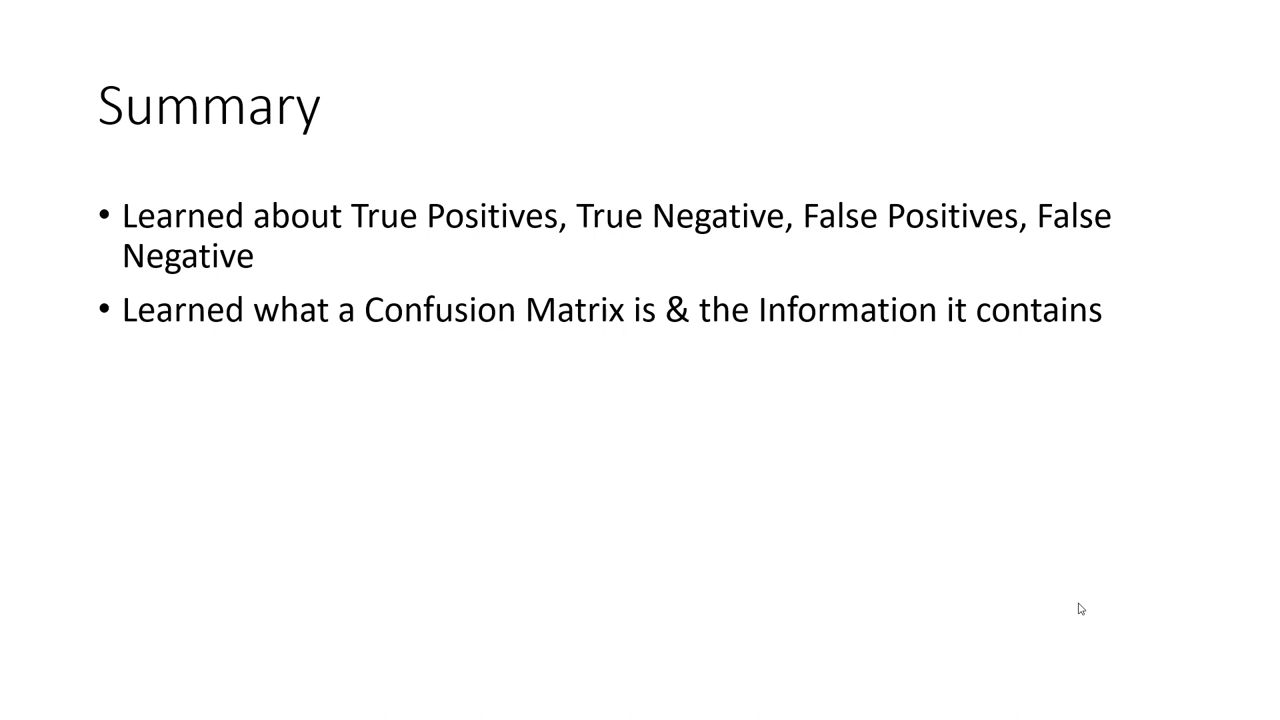 Summary
• Learned about True Positives, True Negative, False Positives, False
Negative
• Learned what a Confusion Matrix is & the Information it contains